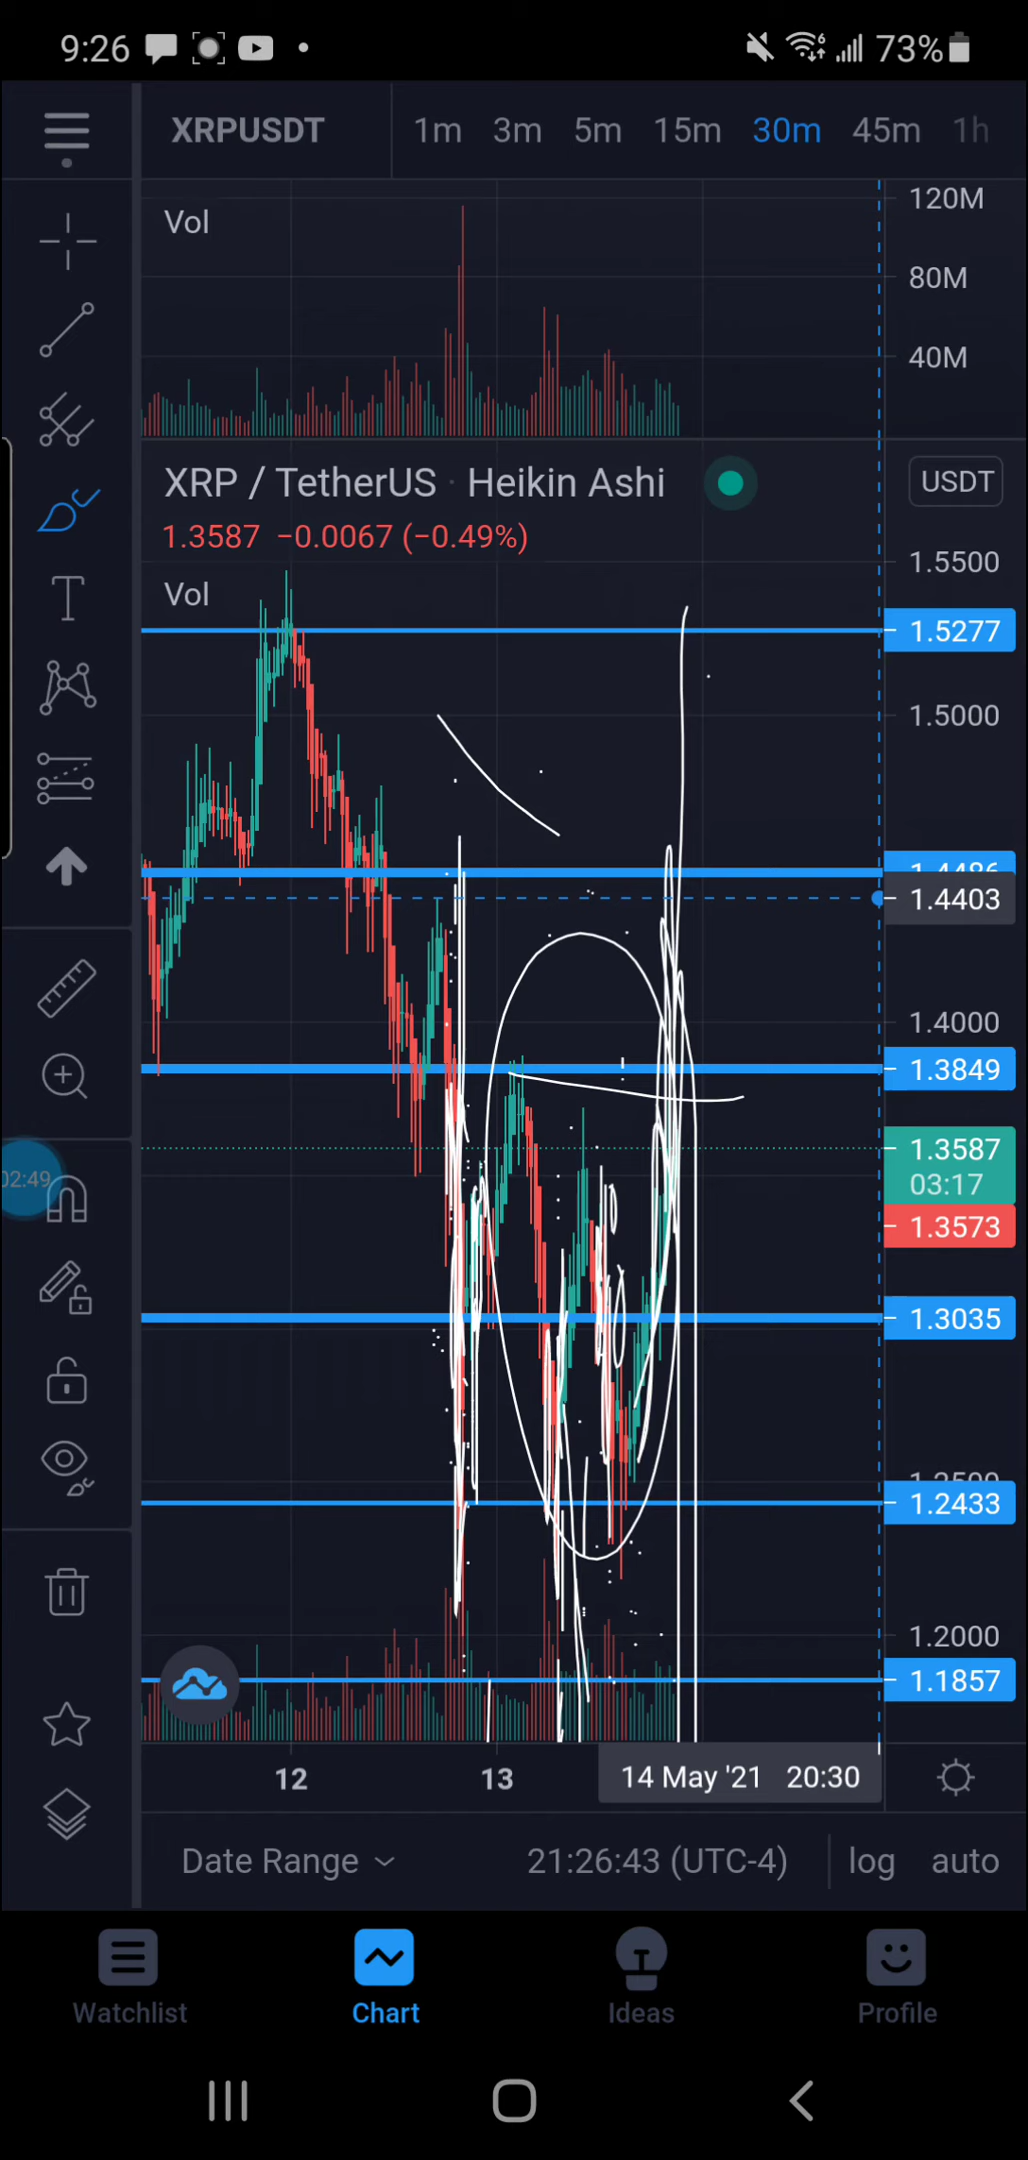 9:26 73%
XRPUSDT 1m 3m 5m 15m 30m 45m 1h
Vol
120M
80M
40M
XRP / TetherUS · Heikin Ashi USDT
1.3587 −0.0067 (−0.49%)
1.5500
Vol
1.5277
1.5000
1.4486
1.4403
1.4000
1.3849
1.3587
02:49
03:17
1.3573
1.3035
1.2500
1.2433
1.2000
1.1857
12 13 14 May '21 20:30
Date Range 21:26:43 (UTC-4) log auto
Watchlist Chart Ideas Profile